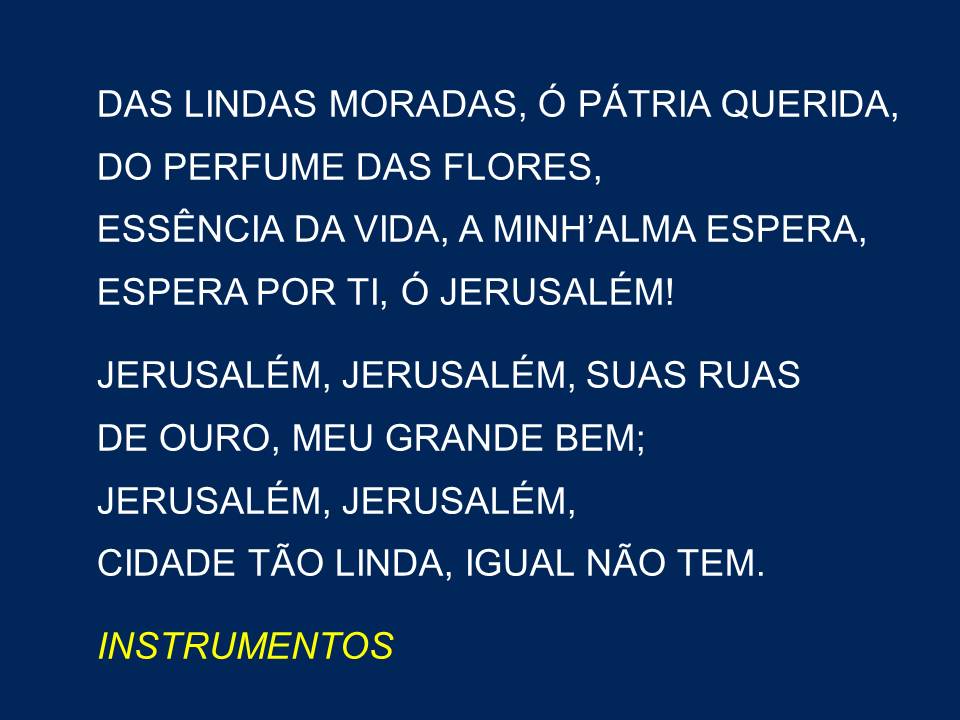 DAS LINDAS MORADAS, Ó PÁTRIA QUERIDA,
DO PERFUME DAS FLORES,
ESSÊNCIA DA VIDA, A MINH’ALMA ESPERA,
ESPERA POR TI, Ó JERUSALÉM!
JERUSALÉM, JERUSALÉM, SUAS RUAS
DE OURO, MEU GRANDE BEM;
JERUSALÉM, JERUSALÉM,
CIDADE TÃO LINDA, IGUAL NÃO TEM.
INSTRUMENTOS